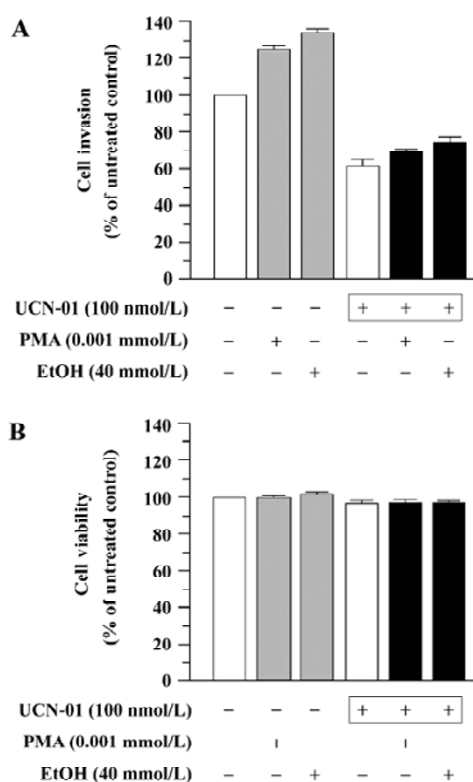 A
Cell invasion
(% of untreated control)
140
120
100
80
60
40
20
0
UCN-01 (100 nmol/L) – – – + + +
PMA (0.001 mmol/L) – + – – + –
EtOH (40 mmol/L) – – + – – +
B
Cell viability
(% of untreated control)
140
120
100
80
60
40
20
0
UCN-01 (100 nmol/L) – – – + + +
PMA (0.001 mmol/L) ı ı
EtOH (40 mmol/L) – – + – – +